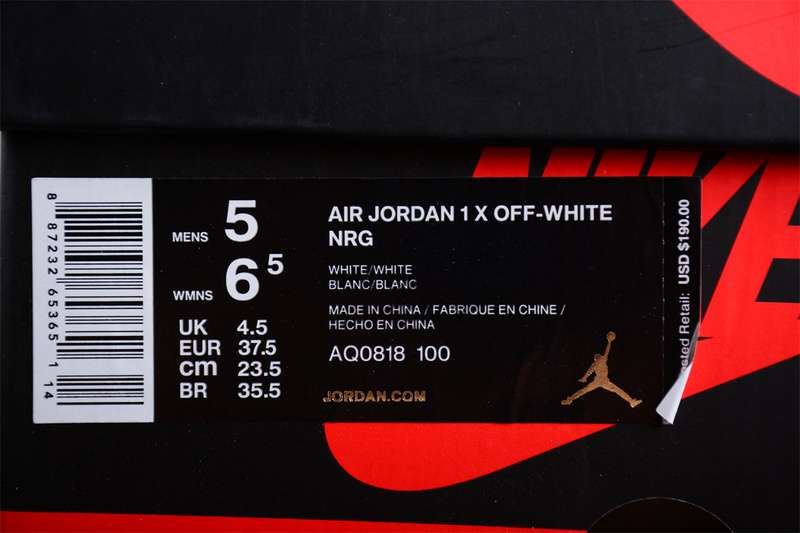 8 87232 65365 1 14
MENS 5
WMNS 6 5
UK 4.5
EUR 37.5
cm 23.5
BR 35.5
AIR JORDAN 1 X OFF-WHITE
NRG
WHITE/WHITE
BLANC/BLANC
MADE IN CHINA / FABRIQUE EN CHINE /
HECHO EN CHINA
AQ0818 100
JORDAN.COM
Retail: USD $190.00